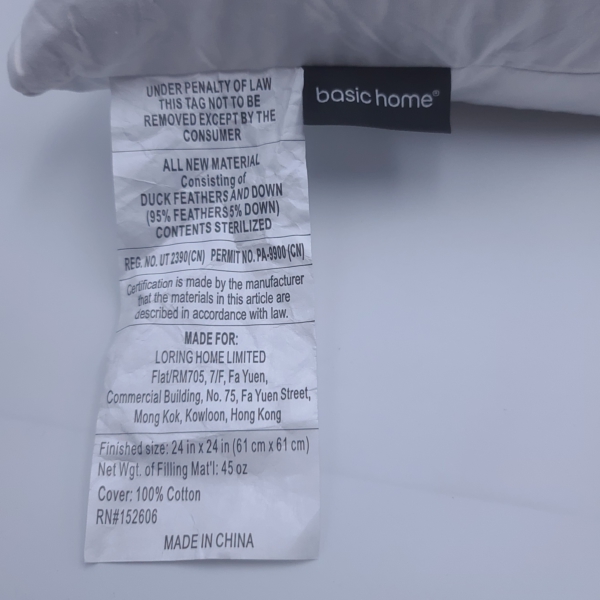 UNDER PENALTY OF LAW
THIS TAG NOT TO BE
REMOVED EXCEPT BY THE
CONSUMER
basic home®
ALL NEW MATERIAL
Consisting of
DUCK FEATHERS AND DOWN
(95% FEATHERS5% DOWN)
CONTENTS STERILIZED
REG. NO. UT 2390(CN) PERMIT NO. PA-9900 (CN)
Certification is made by the manufacturer
that the materials in this article are
described in accordance with law.
MADE FOR:
LORING HOME LIMITED
Flat/RM705, 7/F, Fa Yuen,
Commercial Building, No. 75, Fa Yuen Street,
Mong Kok, Kowloon, Hong Kong
Finished size: 24 in x 24 in (61 cm x 61 cm)
Net Wgt. of Filling Mat'l: 45 oz
Cover: 100% Cotton
RN#152606
MADE IN CHINA